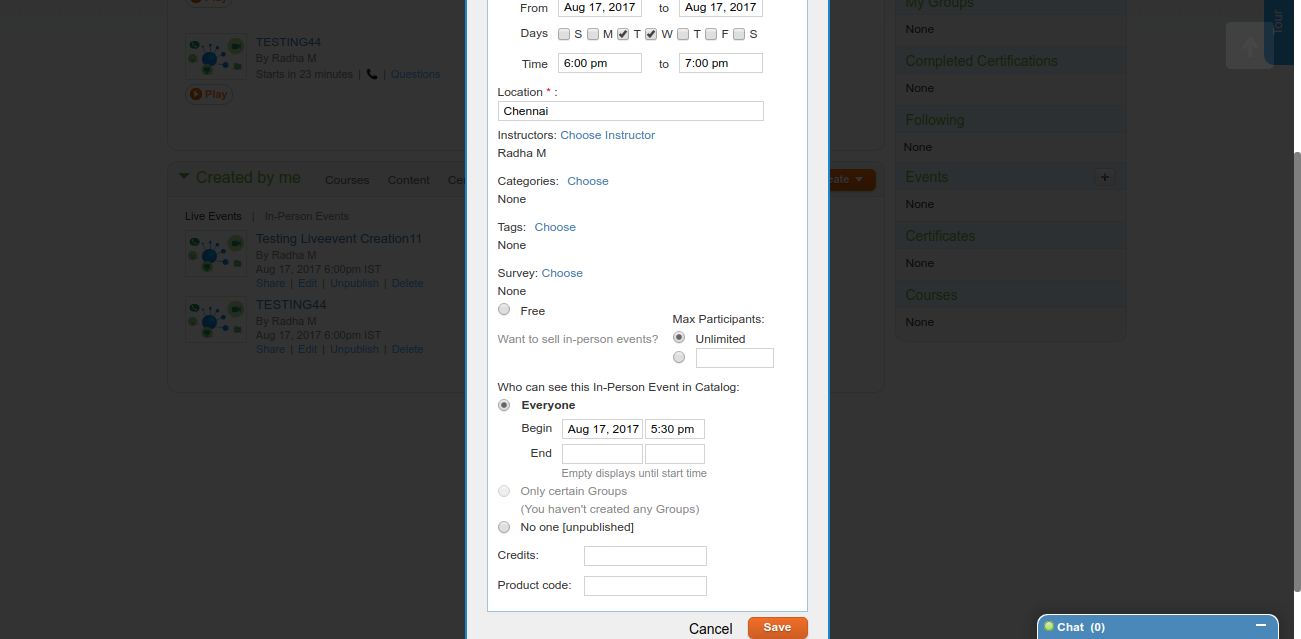 Play
TESTING44
By Radha M
Starts in 23 minutes | | Questions
Play
Created by me Courses Content
Live Events | In-Person Events
Testing Liveevent Creation11
By Radha M
Aug 17, 2017 6:00pm IST
Share | Edit | Unpublish | Delete
TESTING44
By Radha M
Aug 17, 2017 6:00pm IST
Share | Edit | Unpublish | Delete
From Aug 17, 2017 to Aug 17, 2017
Days S M T W T F S
Time 6:00 pm to 7:00 pm
Location * :
Chennai
Instructors: Choose Instructor
Radha M
Categories: Choose
None
Tags: Choose
None
Survey: Choose
None
Free
Want to sell in-person events?
Max Participants:
Unlimited
Who can see this In-Person Event in Catalog:
Everyone
Begin Aug 17, 2017 5:30 pm
End
Empty displays until start time
Only certain Groups
(You haven't created any Groups)
No one [unpublished]
Credits:
Product code:
Cancel Save
My Groups
None
Completed Certifications
None
Following
None
Events +
None
Certificates
None
Courses
None
Tour
Chat (0)